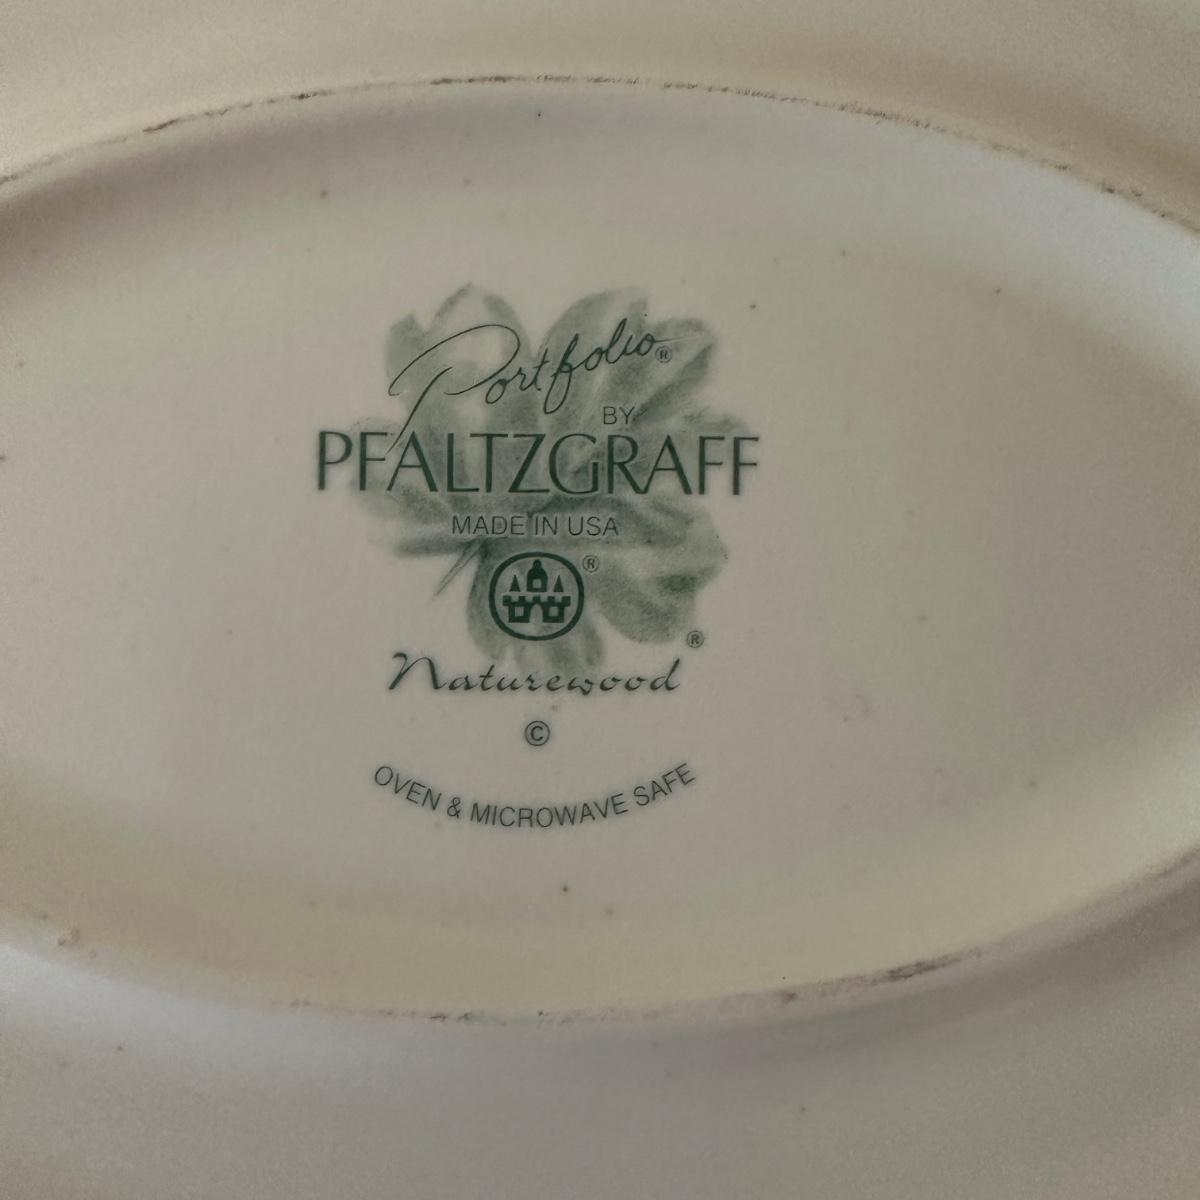 Portfolio®
BY
PFALTZGRAFF
MADE IN USA
®
Naturewood®
©
OVEN & MICROWAVE SAFE